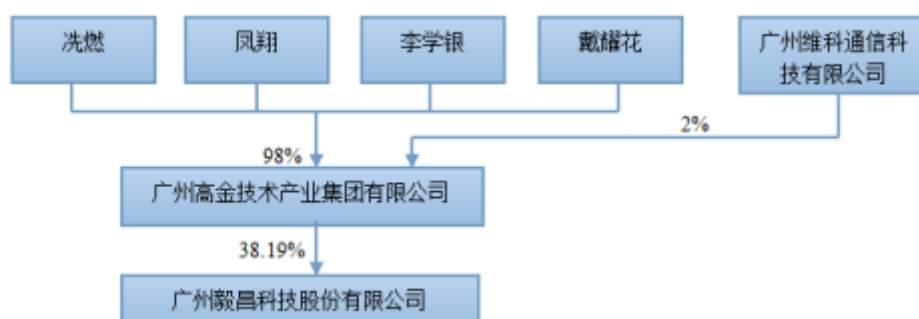 冼燃
凤翔
李学银
戴耀花
广州维科通信科
技有限公司
2%
98%
广州高金技术产业集团有限公司
38.19%
广州毅昌科技股份有限公司